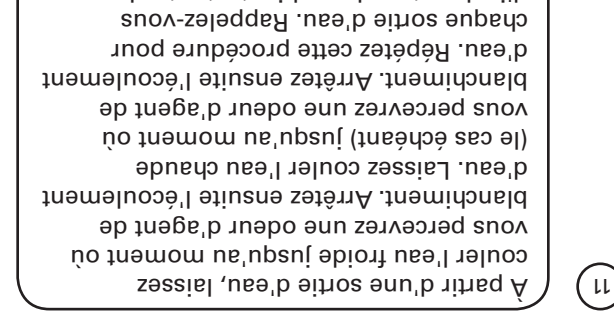 11
À partir d'une sortie d'eau, laissez
couler l'eau froide jusqu'au moment où
vous percevrez une odeur d'agent de
blanchiment. Arrêtez ensuite l'écoulement
d'eau. Laissez couler l'eau chaude
(le cas échéant) jusqu'au moment où
vous percevrez une odeur d'agent de
blanchiment. Arrêtez ensuite l'écoulement
d'eau. Répétez cette procédure pour
chaque sortie d'eau. Rappelez-vous